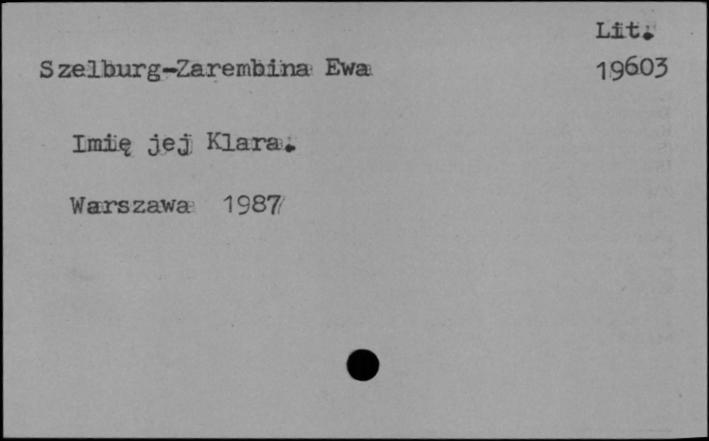 Lit.
Szelburg-Zarembina Ewa
19603
Imię jej Klara.
Warszawa 1987